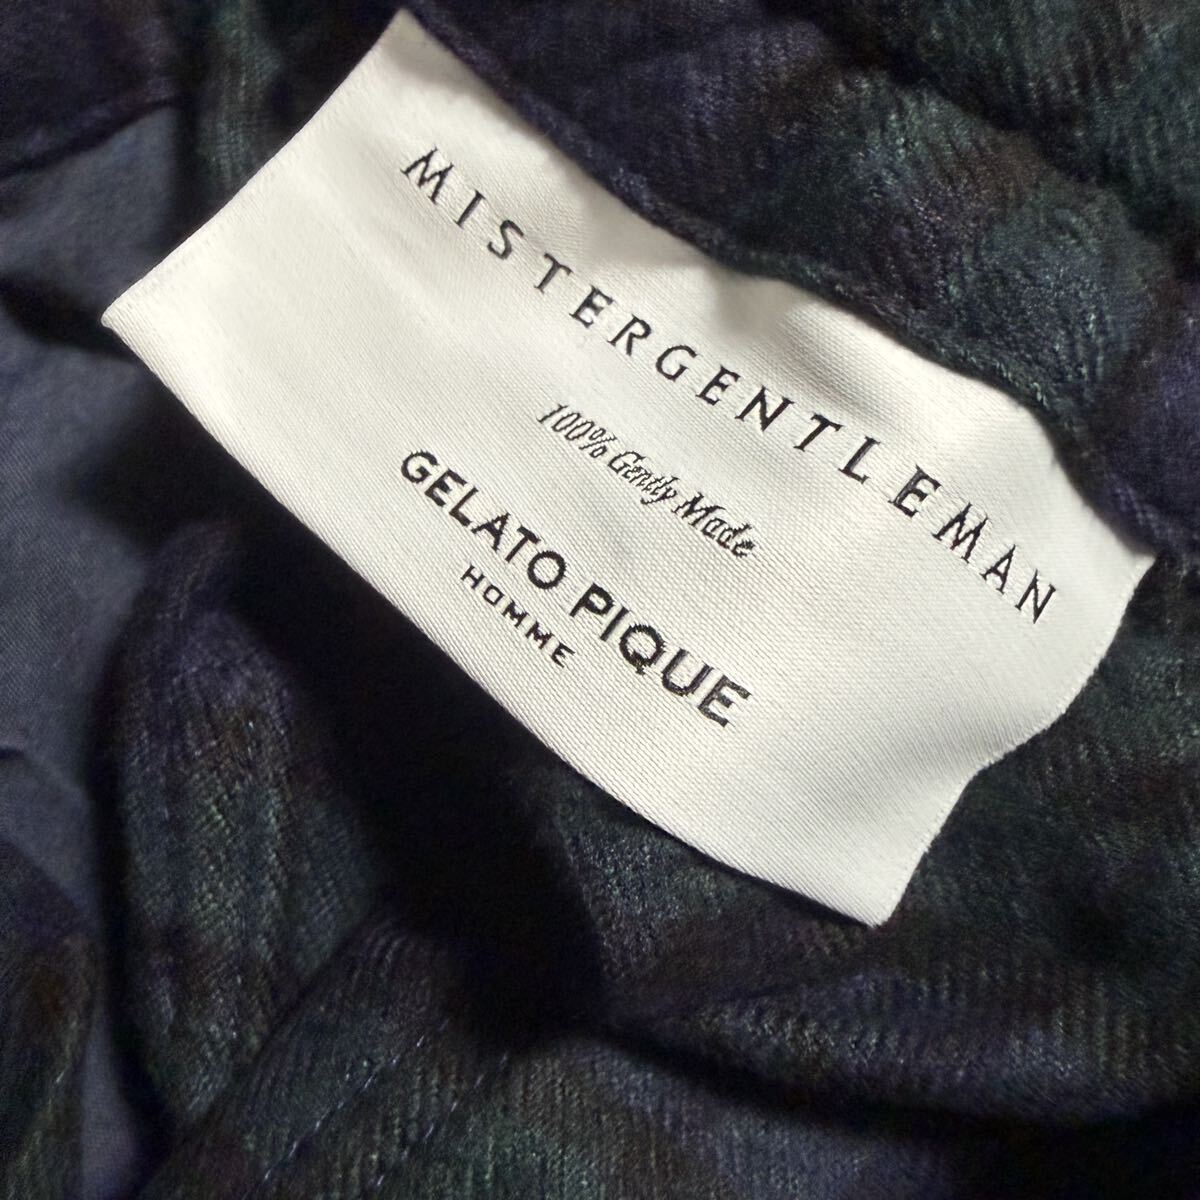 MISTERGENTLEMAN
100% Gently-Made
GELATO PIQUE
HOMME